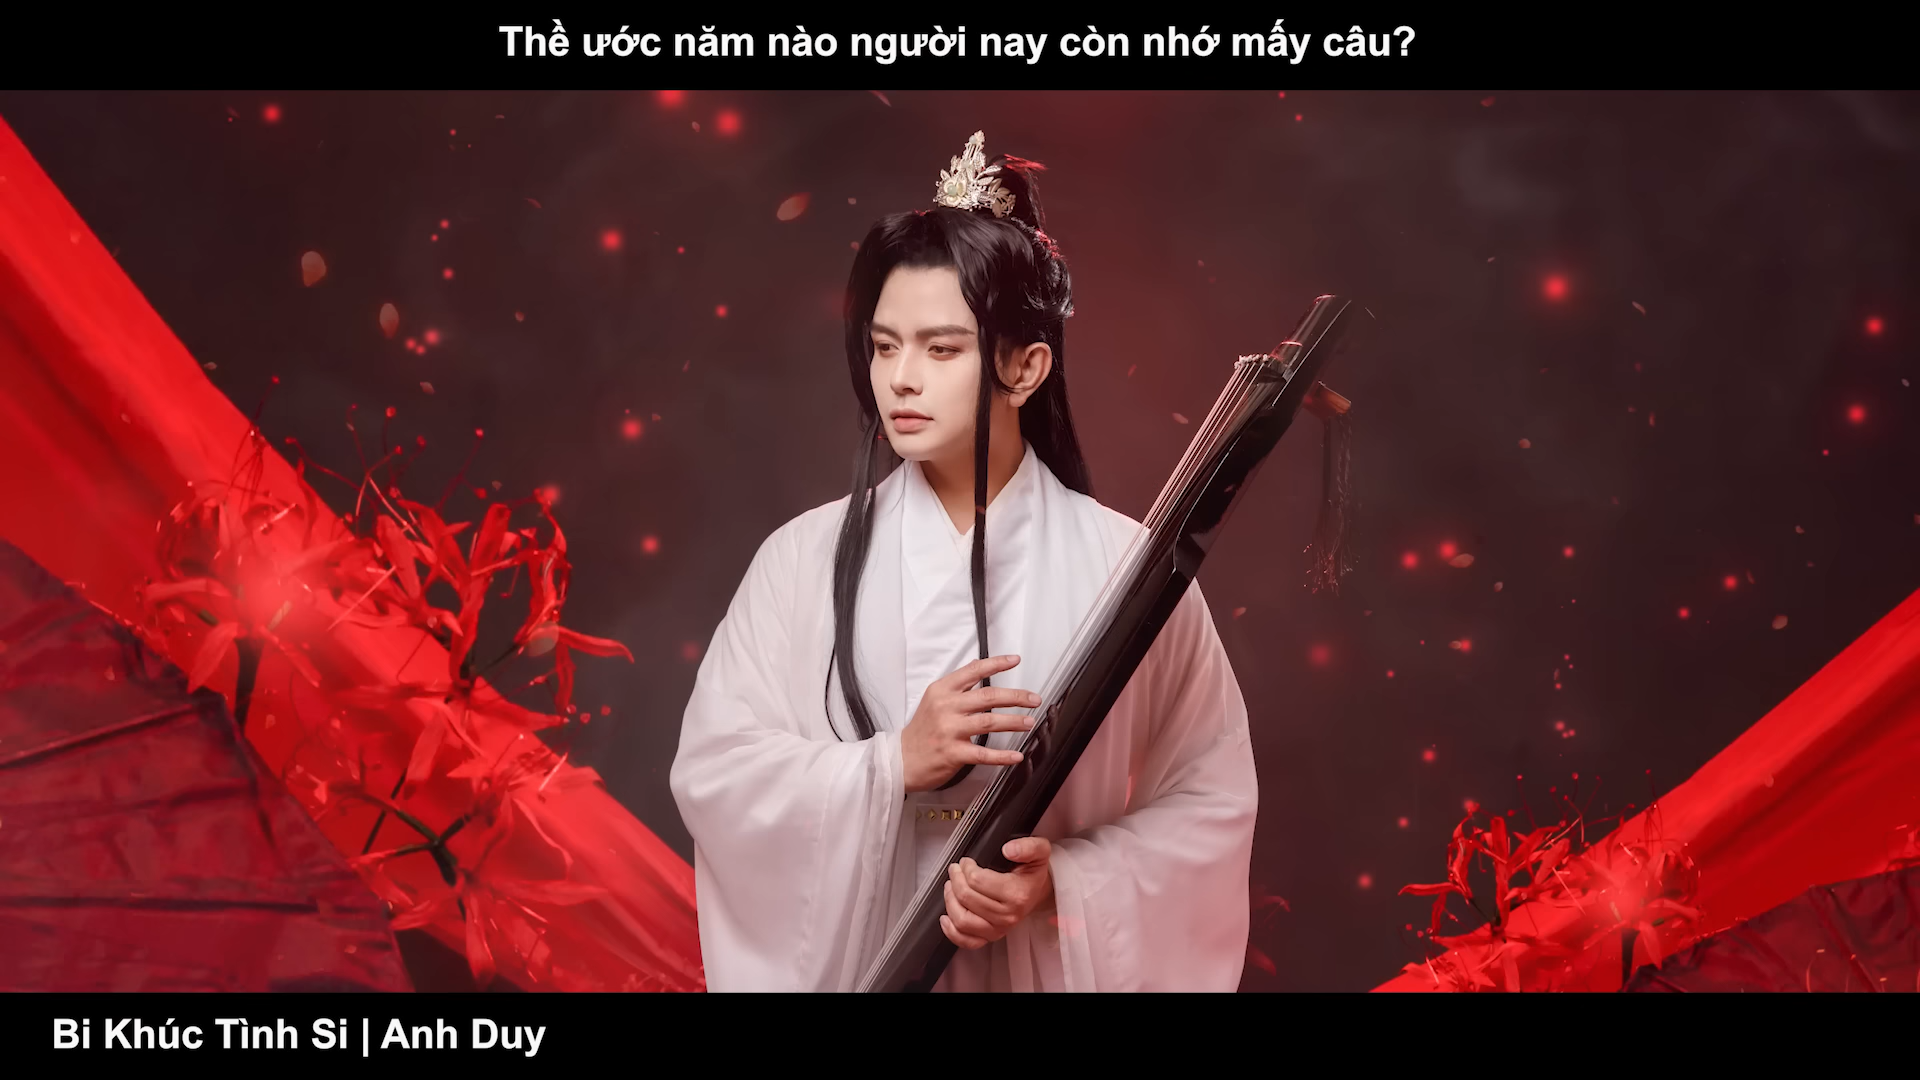 Thề ước năm nào người nay còn nhớ mấy câu?
Bi Khúc Tình Si | Anh Duy